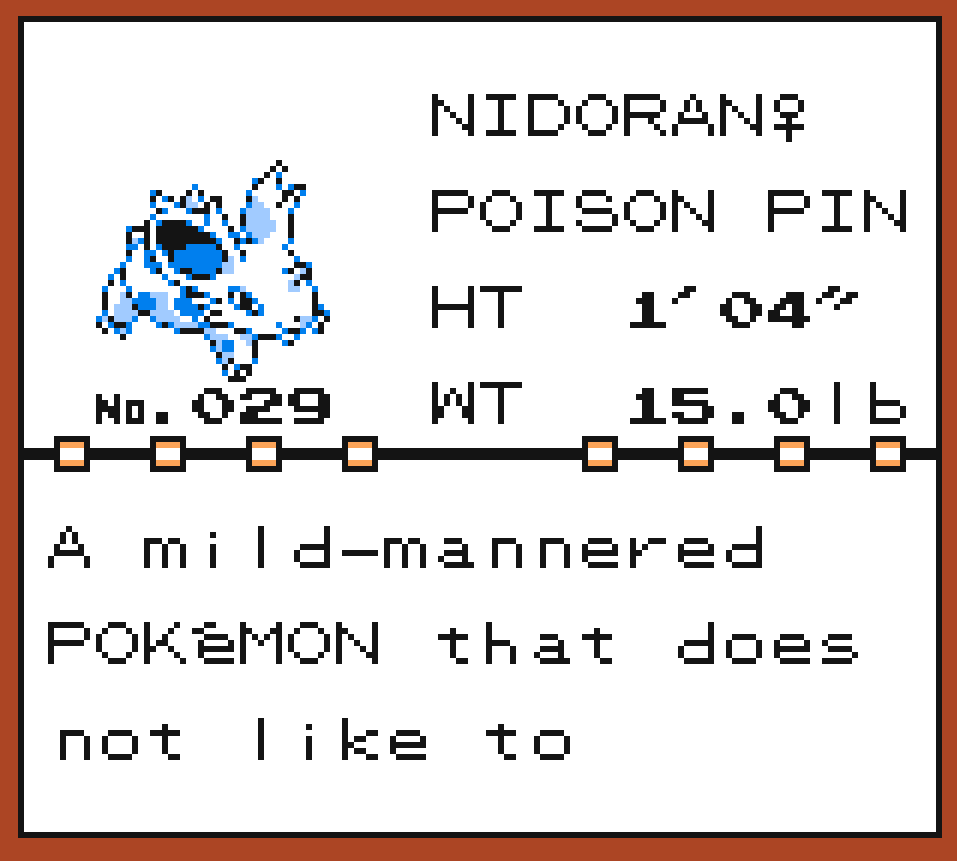 NIDORAN♀
POISON PIN
HT 1′04″
WT 15.0lb
No.029
A mild-mannered
POKéMON that does
not like to